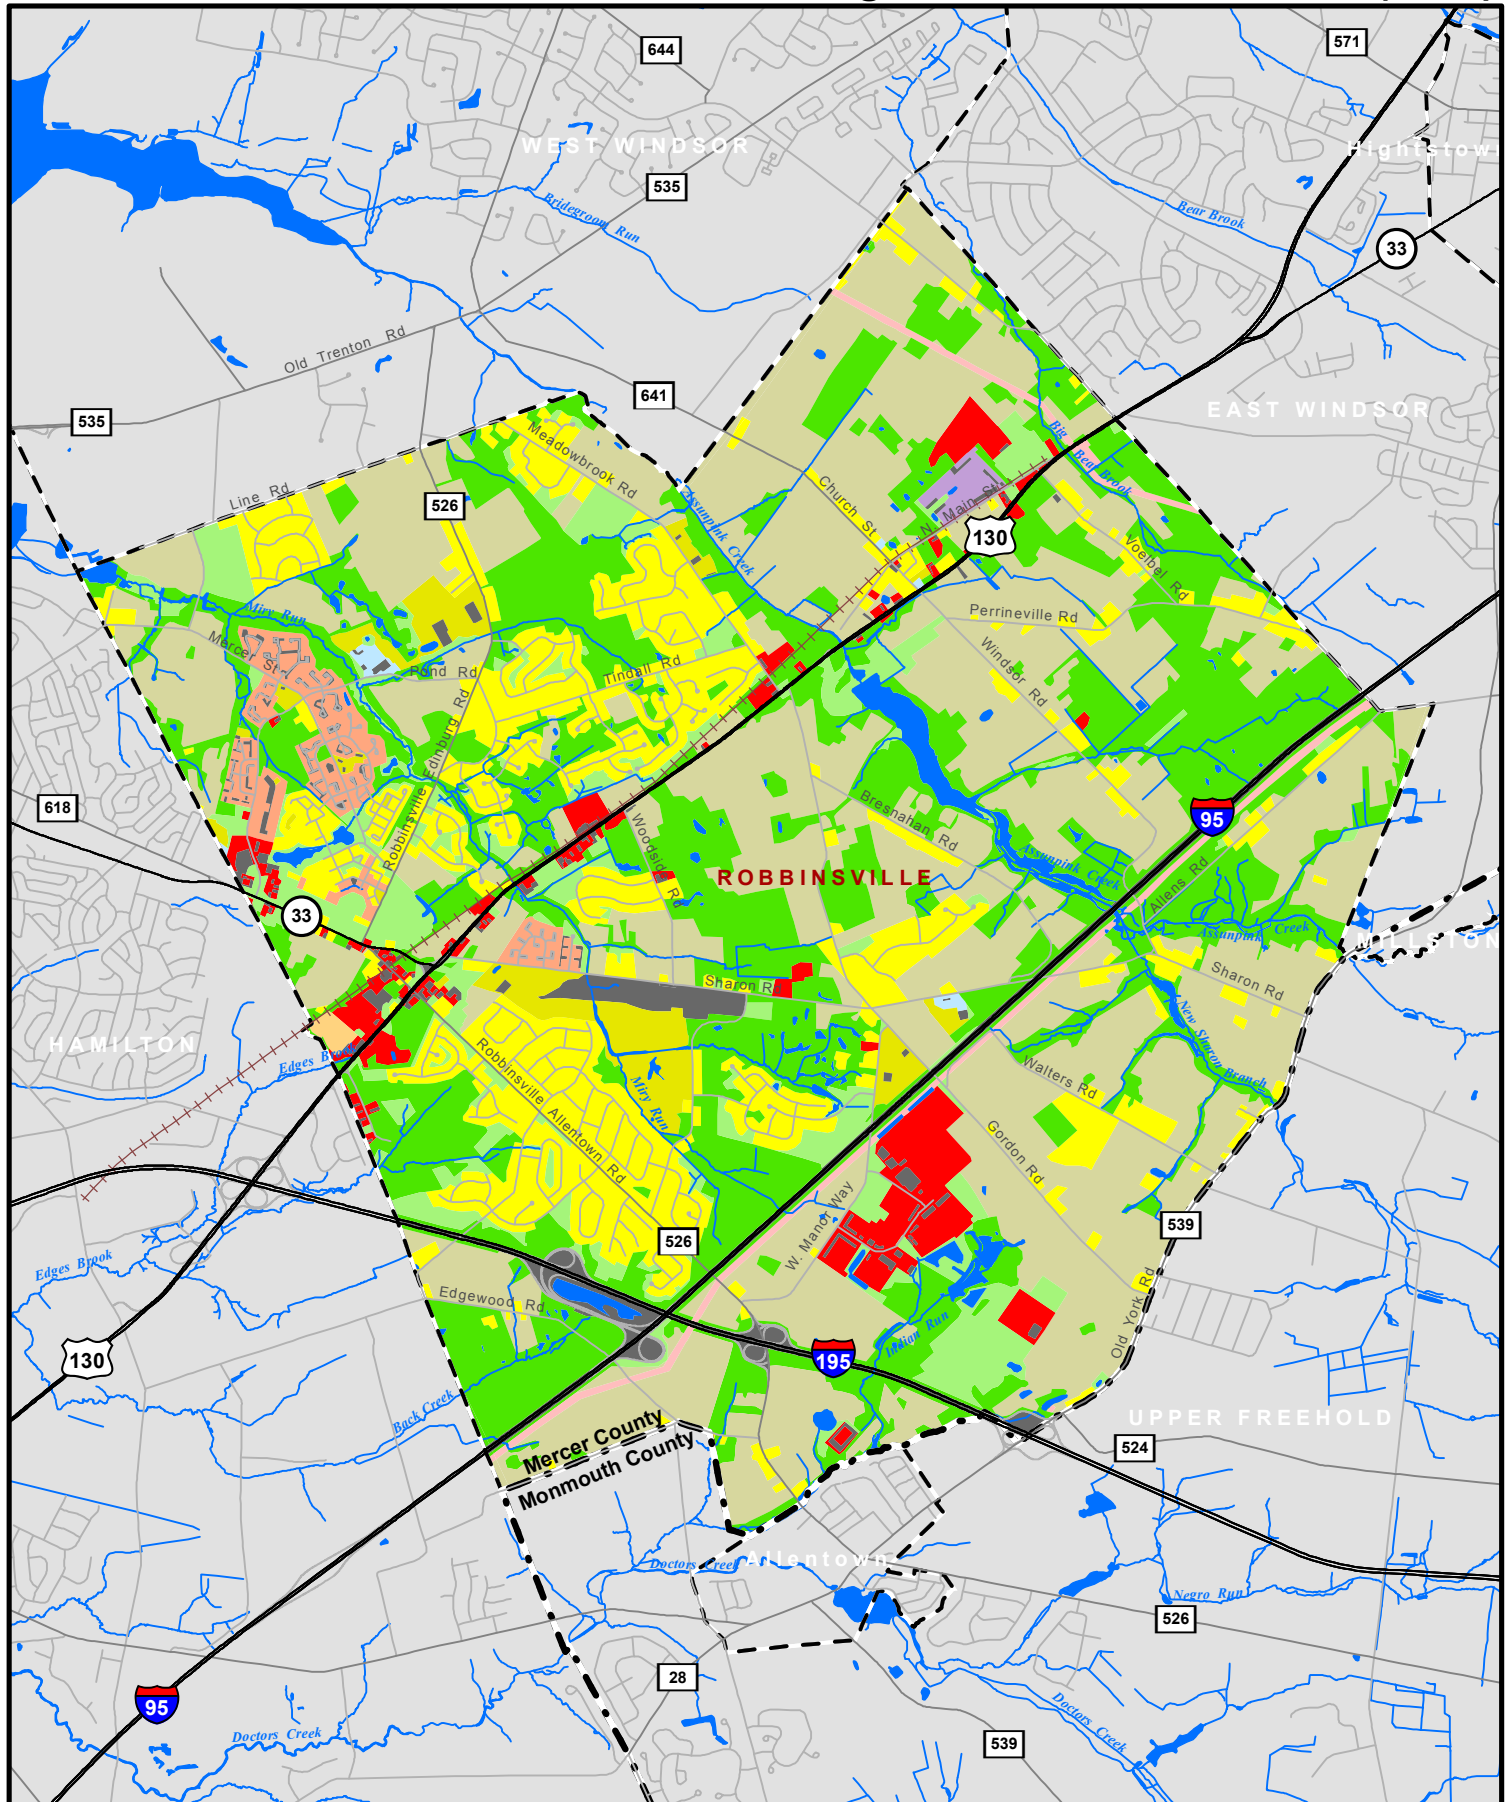 644
571
WEST WINDSOR
Hightstown
535
Bridegroom Run
Bear Brook
33
Old Trenton Rd
641
535
EAST WINDSOR
Meadowbrook Rd
Big Bear Brook
Line Rd
526
Church St
Assunpink Creek
N. Main St.
130
Voelbel Rd
Miry Run
Perrineville Rd
Mercer St.
Pond Rd
Tindall Rd
Windsor Rd
Robbinsville Edinburg Rd
618
95
Bresnahan Rd
Woodside Rd
Assunpink Creek
ROBBINSVILLE
Allens Rd
33
Assunpink Creek
MILLSTON
Sharon Rd
Sharon Rd
HAMILTON
Edges Brook
New Sharon Branch
Robbinsville Allentown Rd
Miry Run
Walters Rd
Gordon Rd
W. Manor Way
539
526
Edges Brook
Edgewood Rd
Old York Rd
Indian Run
130
195
Back Creek
Mercer County
Monmouth County
UPPER FREEHOLD
524
Doctors Creek
Allentown
Negro Run
526
28
95
Doctors Creek
Doctors Creek
539